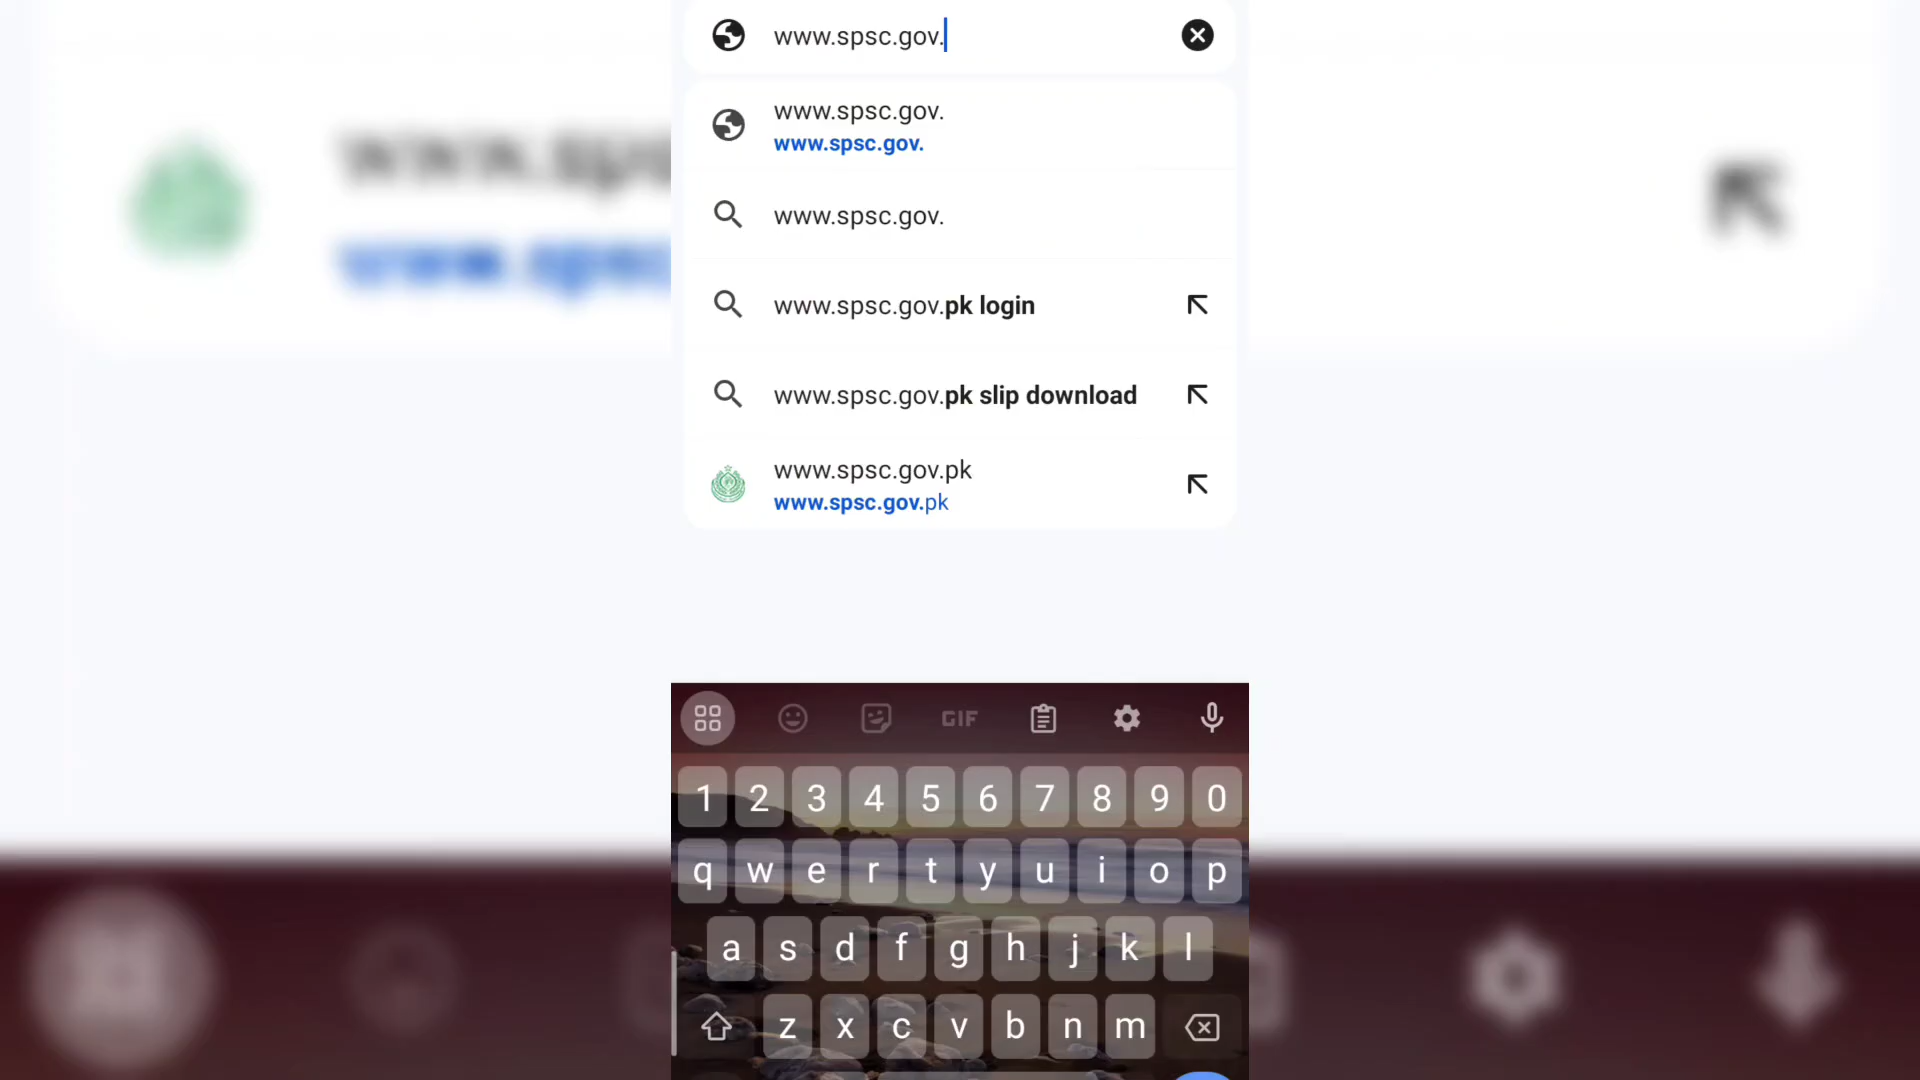 www.spsc.gov.
www.spsc.gov.
www.spsc.gov.
www.spsc.gov.
www.spsc.gov.pk login
www.spsc.gov.pk slip download
www.spsc.gov.pk
www.spsc.gov.pk
GIF
1 2 3 4 5 6 7 8 9 0
q w e r t y u i o p
a s d f g h j k l
z x c v b n m